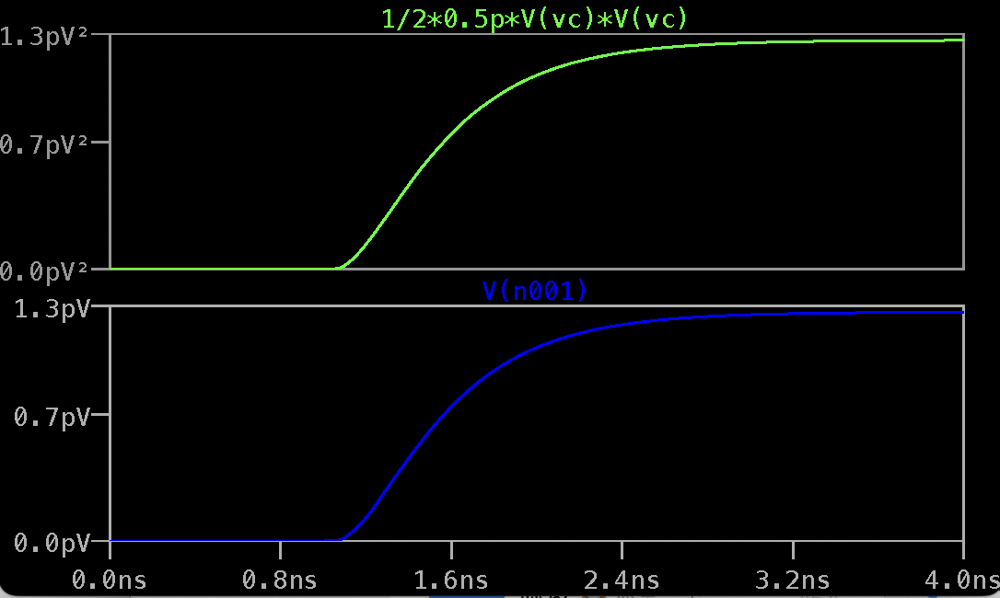 1/2*0.5p*V(vc)*V(vc)
1.3pV²
0.7pV²
0.0pV²
V(n001)
1.3pV
0.7pV
0.0pV
0.0ns 0.8ns 1.6ns 2.4ns 3.2ns 4.0ns